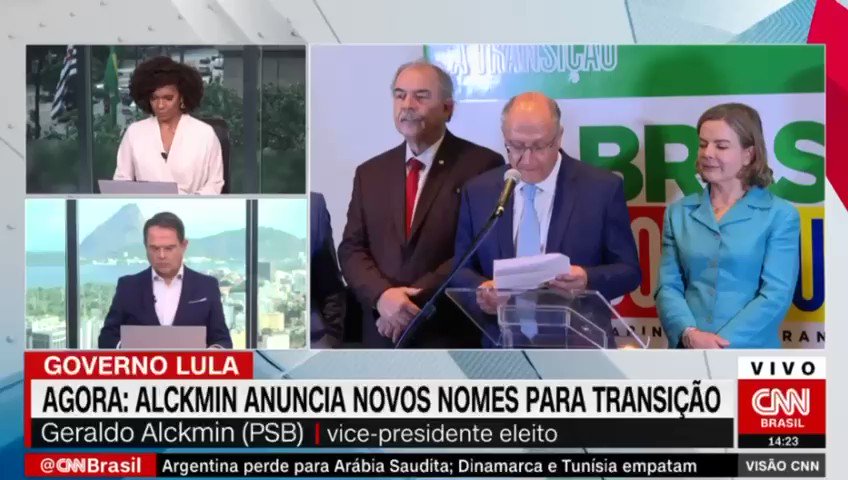 A TRANSIÇÃO
BRAS
GOVERNO LULA
AGORA: ALCKMIN ANUNCIA NOVOS NOMES PARA TRANSIÇÃO
Geraldo Alckmin (PSB) | vice-presidente eleito
VIVO
CNN
BRASIL
14:23
@CNNBrasil
Argentina perde para Arábia Saudita; Dinamarca e Tunísia empatam
VISÃO CNN